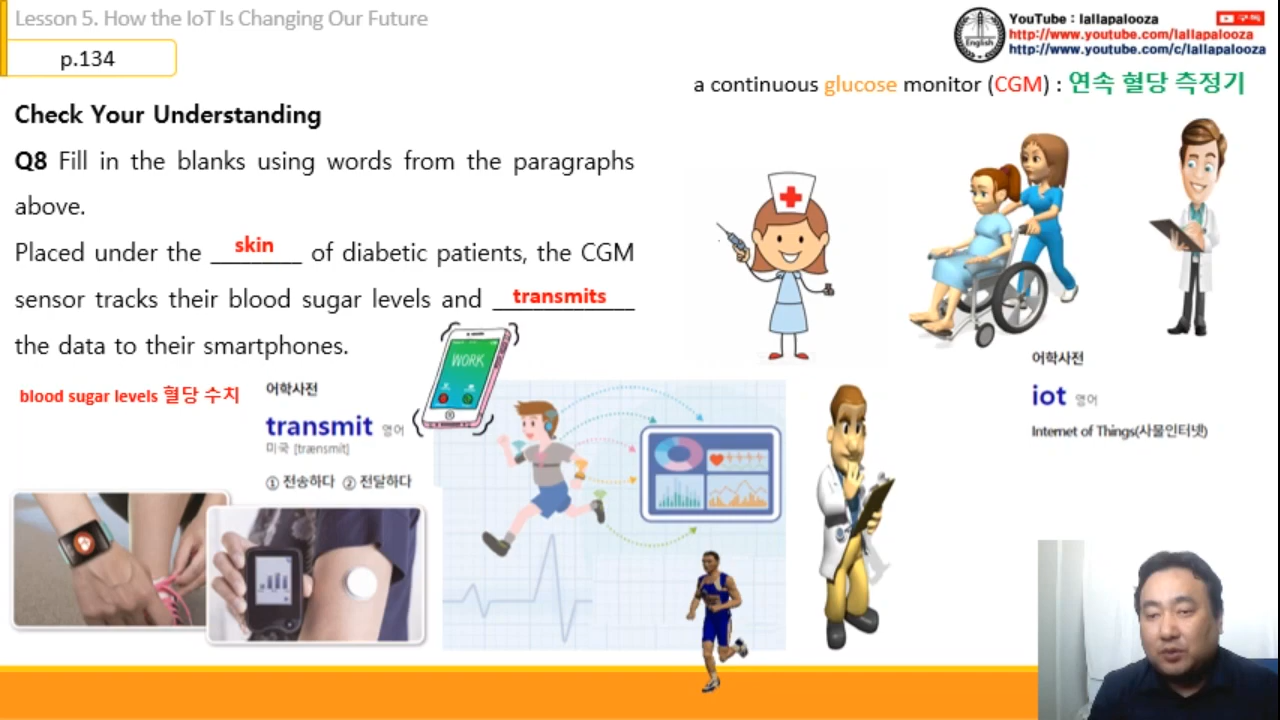 Lesson 5. How the IoT Is Changing Our Future
p.134
YouTube : lallapalooza
구독
http://www.youtube.com/lallapalooza
http://www.youtube.com/c/lallapalooza
English
a continuous glucose monitor (CGM) : 연속 혈당 측정기
Check Your Understanding
Q8 Fill in the blanks using words from the paragraphs
above.
Placed under the skin of diabetic patients, the CGM
sensor tracks their blood sugar levels and transmits
the data to their smartphones.
WORK
blood sugar levels 혈당 수치
어학사전
transmit 영어
미국 [trænsmít]
① 전송하다 ② 전달하다
어학사전
iot 영어
Internet of Things(사물인터넷)